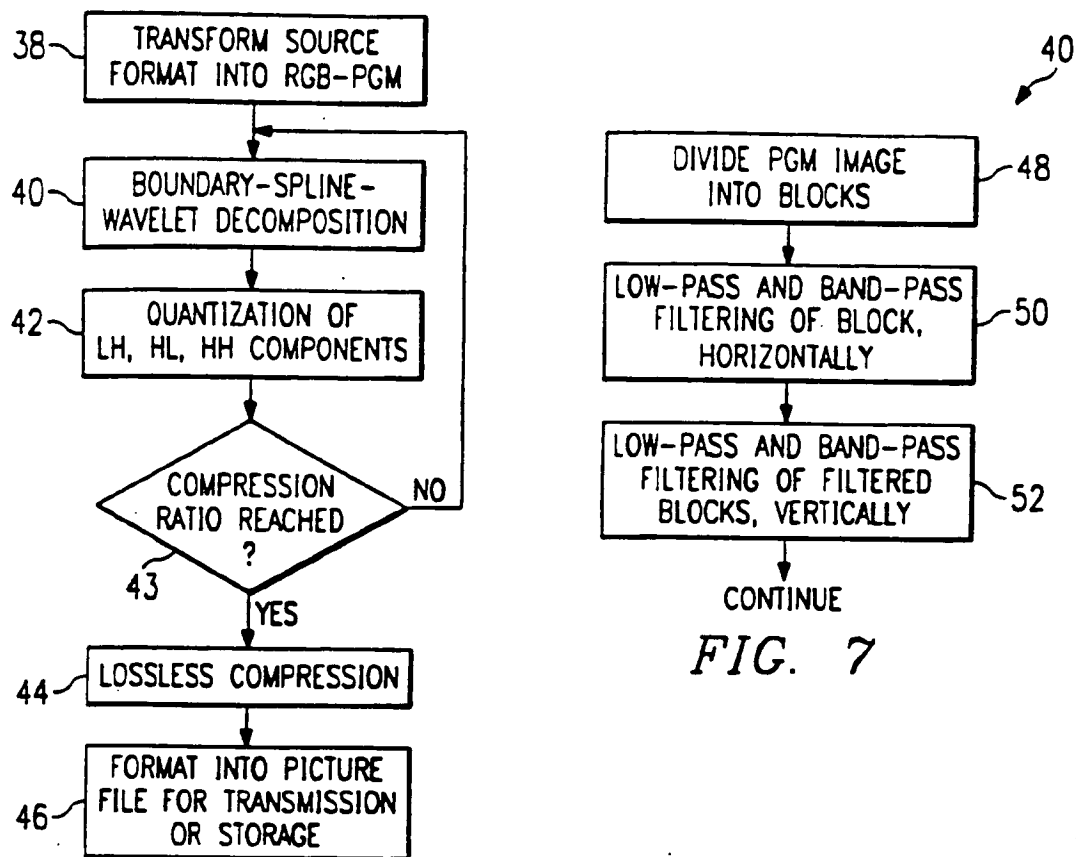 38
TRANSFORM SOURCE
FORMAT INTO RGB-PGM
40
BOUNDARY-SPLINE-
WAVELET DECOMPOSITION
42
QUANTIZATION OF
LH, HL, HH COMPONENTS
COMPRESSION
RATIO REACHED
?
NO
43
YES
44
LOSSLESS COMPRESSION
46
FORMAT INTO PICTURE
FILE FOR TRANSMISSION
OR STORAGE
40
DIVIDE PGM IMAGE
INTO BLOCKS
48
LOW-PASS AND BAND-PASS
FILTERING OF BLOCK,
HORIZONTALLY
50
LOW-PASS AND BAND-PASS
FILTERING OF FILTERED
BLOCKS, VERTICALLY
52
CONTINUE
FIG. 7